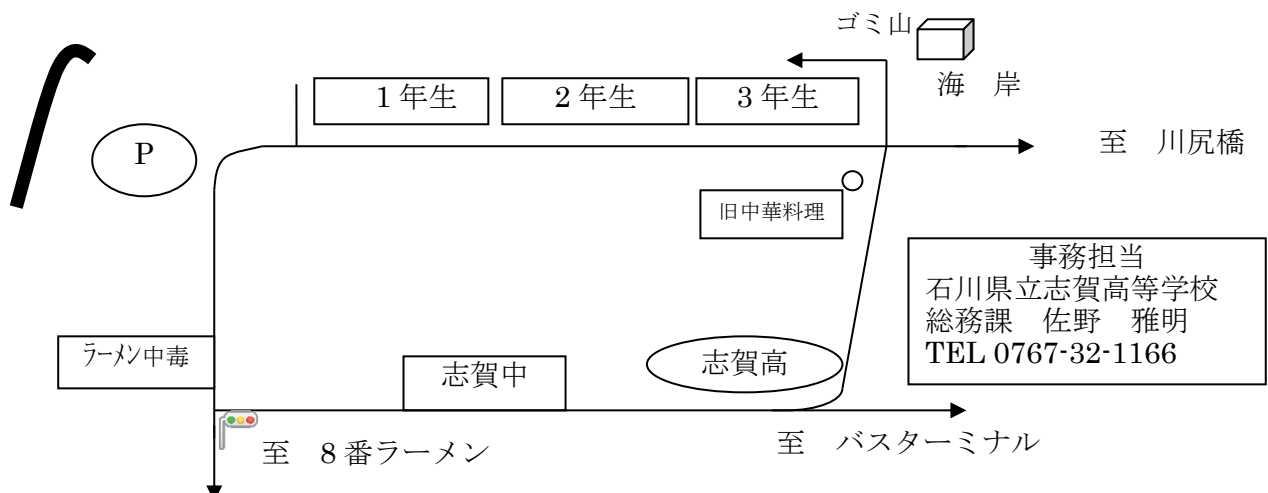 ゴミ山
海　岸
１年生
２年生
３年生
至　川尻橋
P
旧中華料理
事務担当
石川県立志賀高等学校
総務課　佐野　雅明
TEL 0767-32-1166
ﾗｰﾒﾝ中毒
志賀中
志賀高
至　８番ラーメン
至　バスターミナル